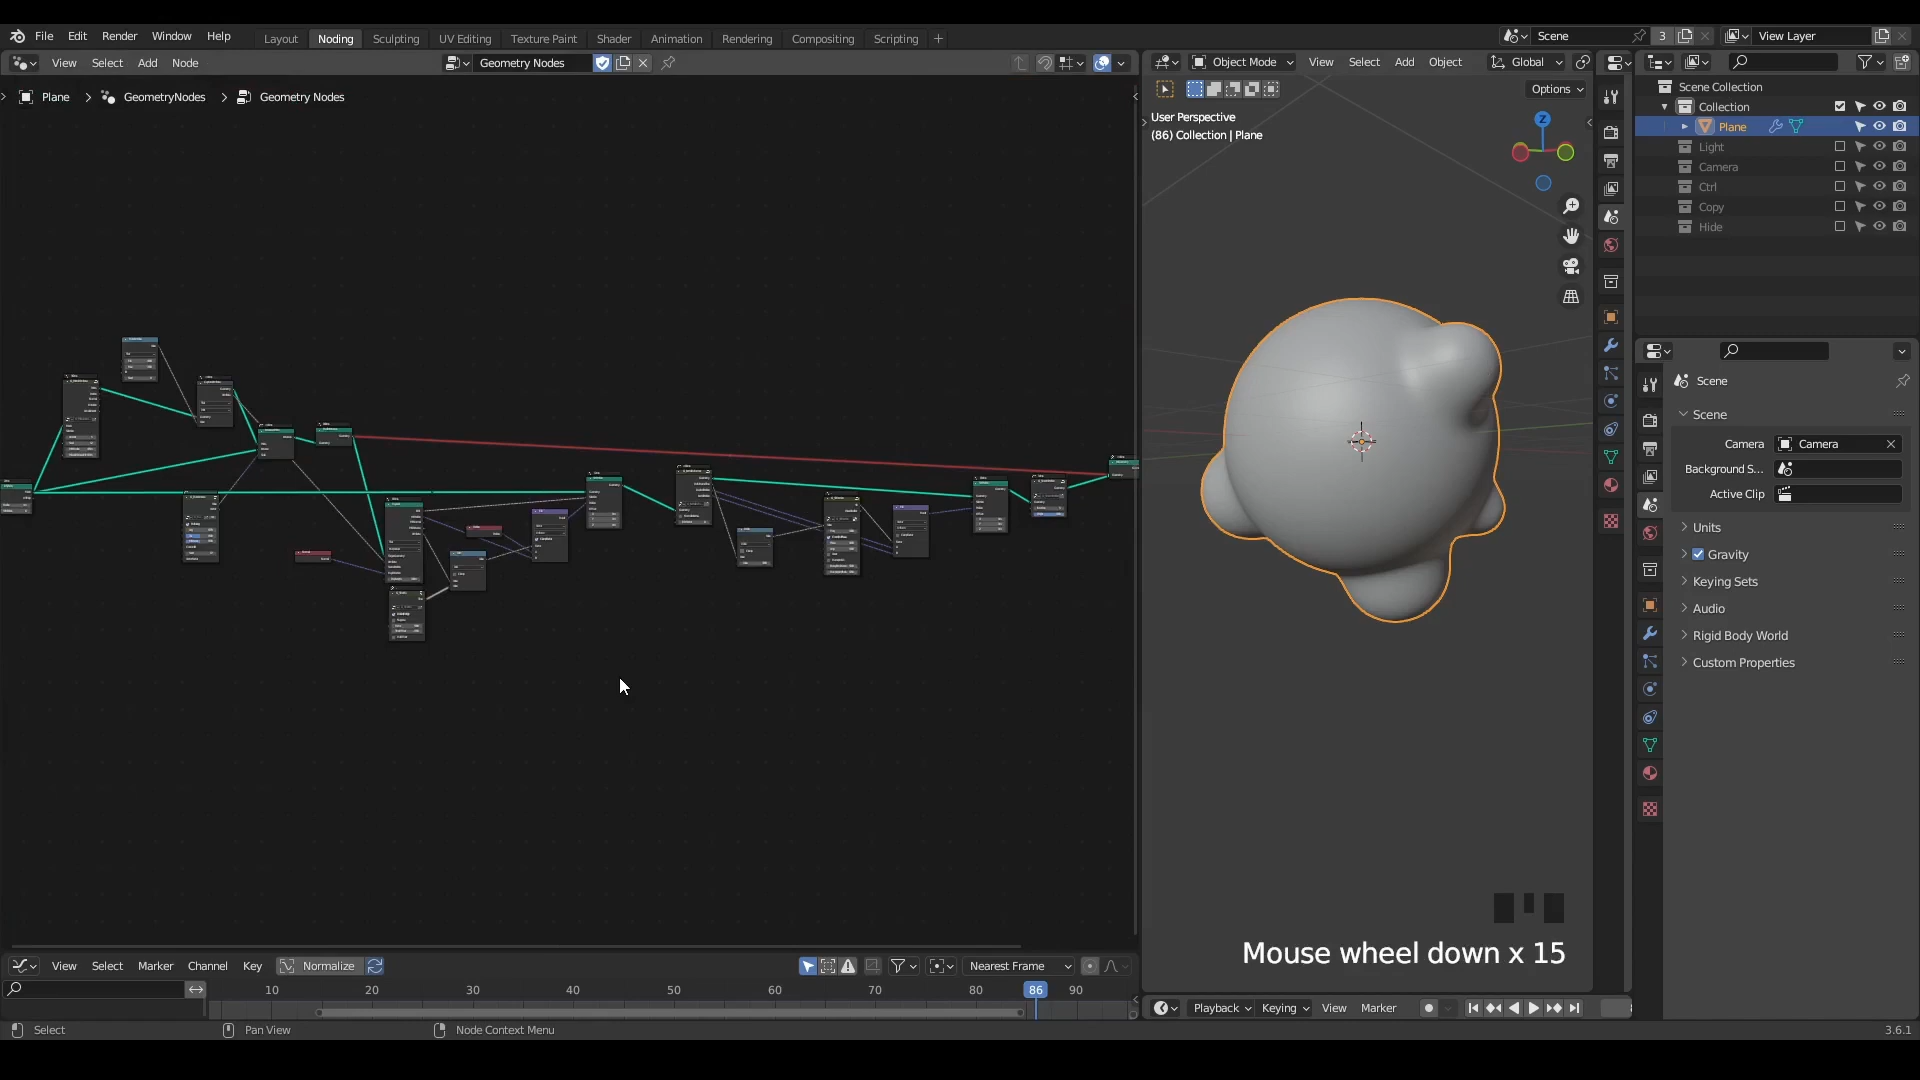 File Edit Render Window Help
Layout Noding Sculpting UV Editing Texture Paint Shader Animation Rendering Compositing Scripting +
Scene 3 View Layer
View Select Add Node Geometry Nodes
Object Mode View Select Add Object Global
Options
Plane > GeometryNodes > Geometry Nodes
User Perspective
(86) Collection | Plane
Z
Scene Collection
Collection
Plane
Light
Camera
Ctrl
Copy
Hide
Scene
Scene
Camera Camera
Background S...
Active Clip
Units
Gravity
Keying Sets
Audio
Rigid Body World
Custom Properties
Mouse wheel down x 15
View Select Marker Channel Key Normalize Nearest Frame
10 20 30 40 50 60 70 80 86 90
Playback Keying View Marker
Select Pan View Node Context Menu
3.6.1